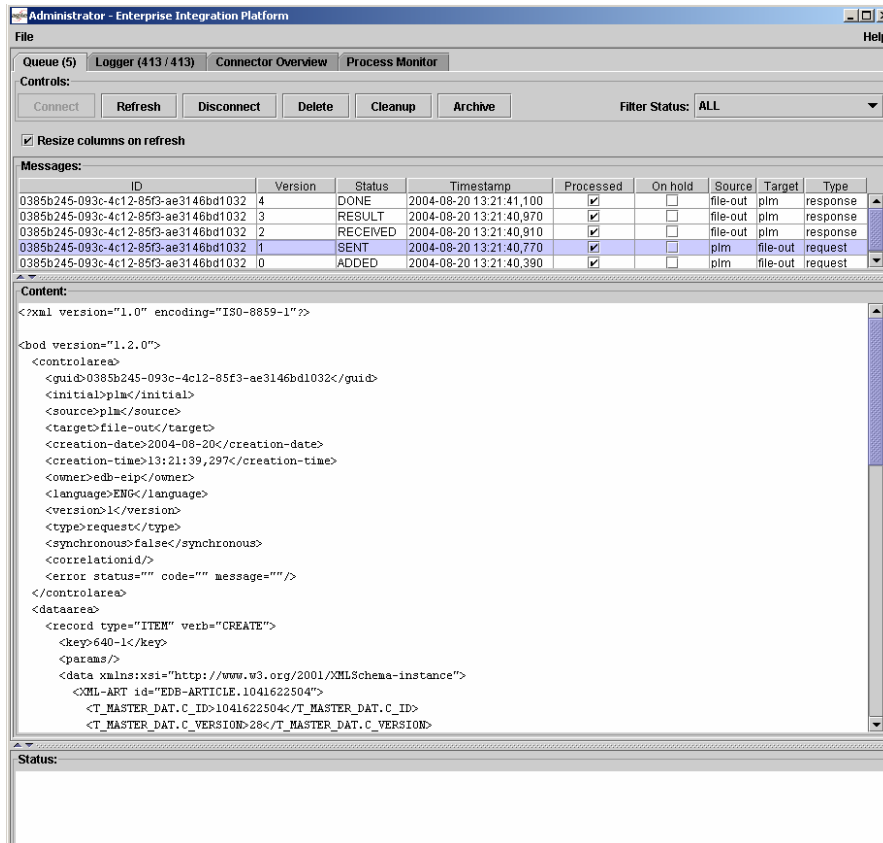 Administrator - Enterprise Integration Platform
File Help
Queue (5) Logger (413 / 413) Connector Overview Process Monitor
Controls:
Connect Refresh Disconnect Delete Cleanup Archive Filter Status: ALL
Resize columns on refresh
Messages:
ID Version Status Timestamp Processed On hold Source Target Type
0385b245-093c-4c12-85f3-ae3146bd1032 4 DONE 2004-08-20 13:21:41,100 file-out plm response
0385b245-093c-4c12-85f3-ae3146bd1032 3 RESULT 2004-08-20 13:21:40,970 file-out plm response
0385b245-093c-4c12-85f3-ae3146bd1032 2 RECEIVED 2004-08-20 13:21:40,910 file-out plm response
0385b245-093c-4c12-85f3-ae3146bd1032 1 SENT 2004-08-20 13:21:40,770 plm file-out request
0385b245-093c-4c12-85f3-ae3146bd1032 0 ADDED 2004-08-20 13:21:40,390 plm file-out request
Content:
<?xml version="1.0" encoding="ISO-8859-1"?>
<bod version="1.2.0">
<controlarea>
<guid>0385b245-093c-4c12-85f3-ae3146bd1032</guid>
<initial>plm</initial>
<source>plm</source>
<target>file-out</target>
<creation-date>2004-08-20</creation-date>
<creation-time>13:21:39,297</creation-time>
<owner>edb-eip</owner>
<language>ENG</language>
<version>1</version>
<type>request</type>
<synchronous>false</synchronous>
<correlationid/>
<error status="" code="" message=""/>
</controlarea>
<dataarea>
<record type="ITEM" verb="CREATE">
<key>640-1</key>
<params/>
<data xmlns:xsi="http://www.w3.org/2001/XMLSchema-instance">
<XML-ART id="EDB-ARTICLE.1041622504">
<T_MASTER_DAT.C_ID>1041622504</T_MASTER_DAT.C_ID>
<T_MASTER_DAT.C_VERSION>28</T_MASTER_DAT.C_VERSION>
Status: